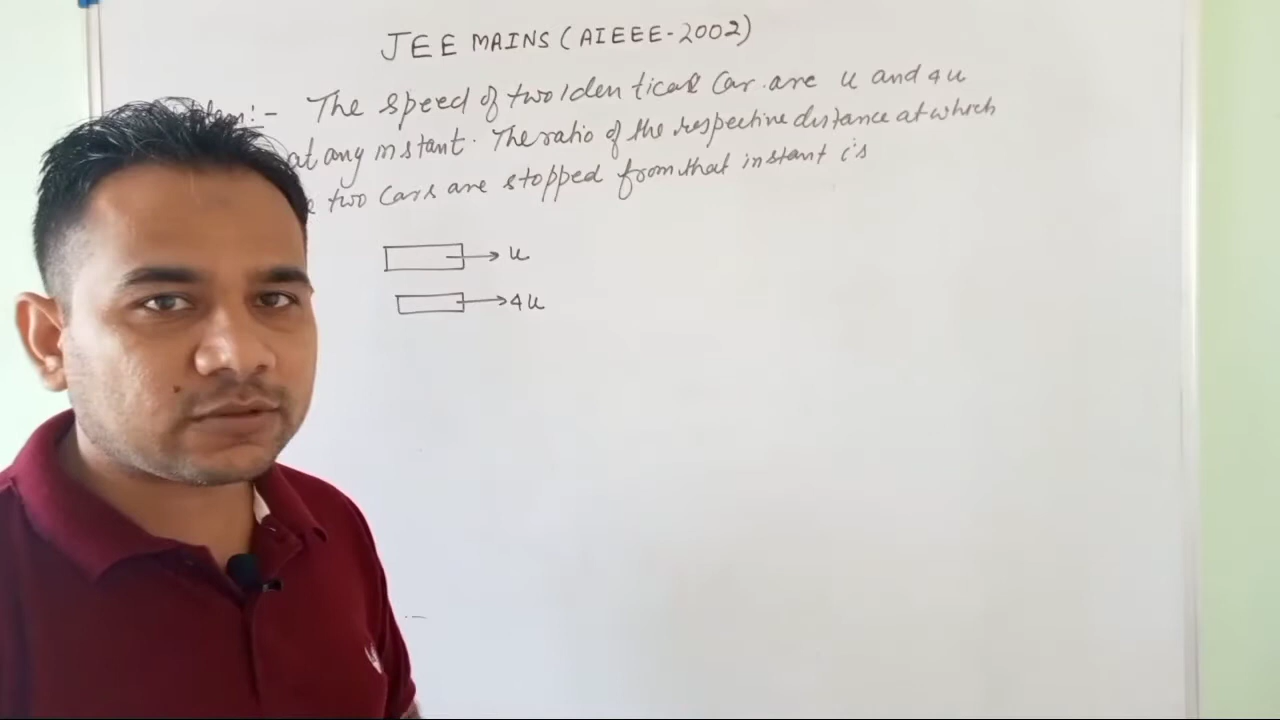 JEE MAINS (AIEEE-2002)
:- The speed of two Identical Car are u and 4u
at any instant. The ratio of the respective distance at which
two cars are stopped from that instant is
u
4u